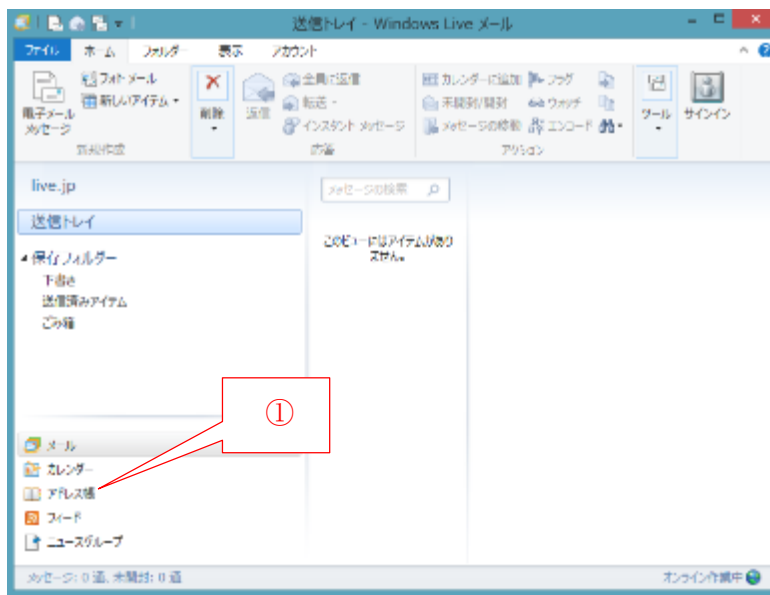 送信トレイ - Windows Live メール
ファイル ホーム フォルダー 表示 アカウント
電子メール メッセージ
フォト メール
新しいアイテム
新規作成
削除
返信
全員に返信
転送
インスタント メッセージ
応答
カレンダーに追加
未開封/開封
メッセージの移動
フラグ
ウォッチ
エンコード
アクション
ツール
サインイン
live.jp
送信トレイ
保存フォルダー
下書き
送信済みアイテム
ごみ箱
メッセージの検索
このビューにはアイテムがあり
ません。
①
メール
カレンダー
アドレス帳
フィード
ニュースグループ
メッセージ: 0 通、未開封: 0 通
オンライン作業中